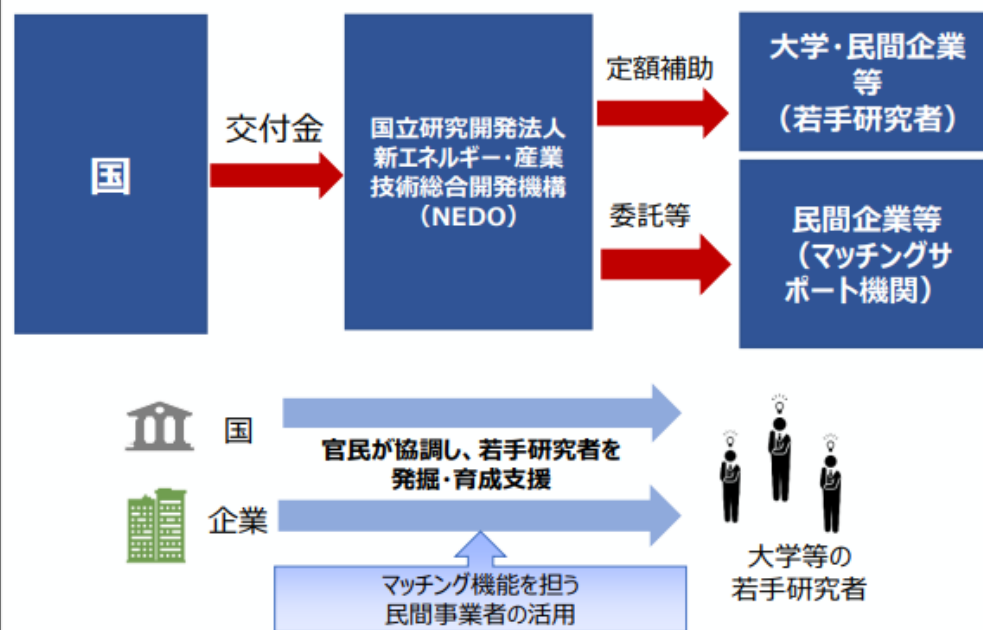 国
交付金
国立研究開発法人
新エネルギー・産業
技術総合開発機構
（NEDO）
定額補助
大学・民間企業
等
（若手研究者）
委託等
民間企業等
（マッチングサ
ポート機関）
国
官民が協調し、若手研究者を
発掘・育成支援
企業
大学等の
若手研究者
マッチング機能を担う
民間事業者の活用